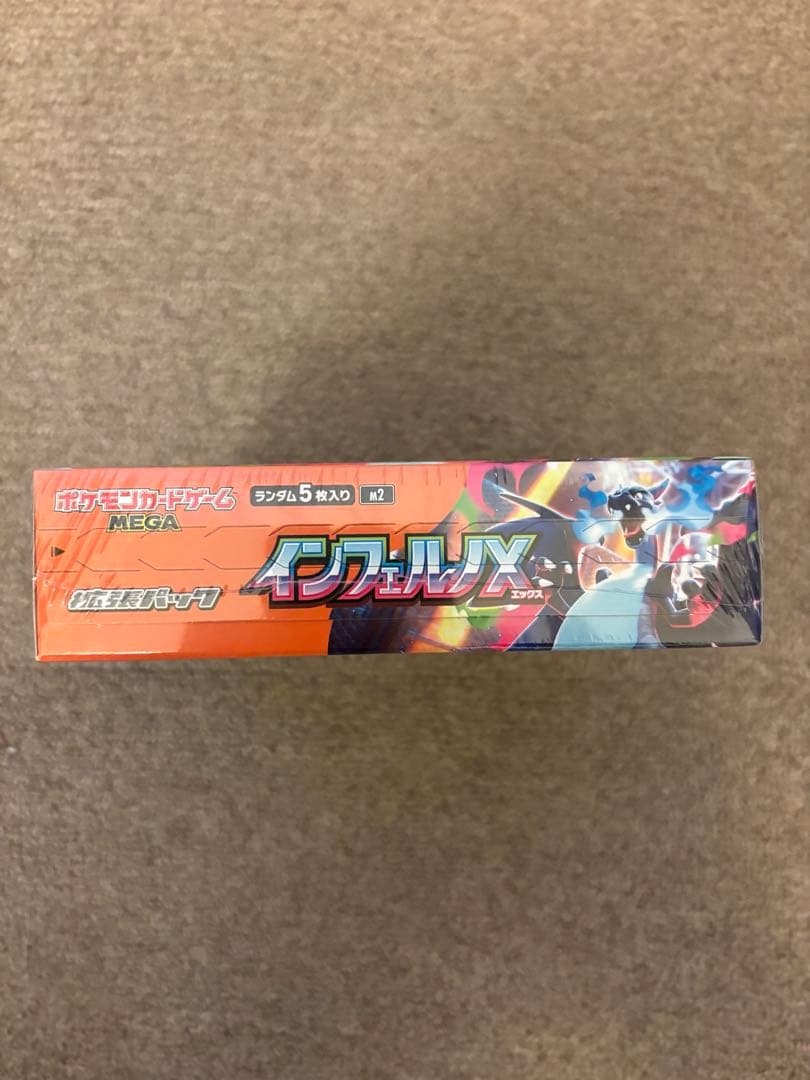 ポケモンカードゲーム
MEGA
ランダム5枚入り
M2
拡張パック
インフェルノX
エックス